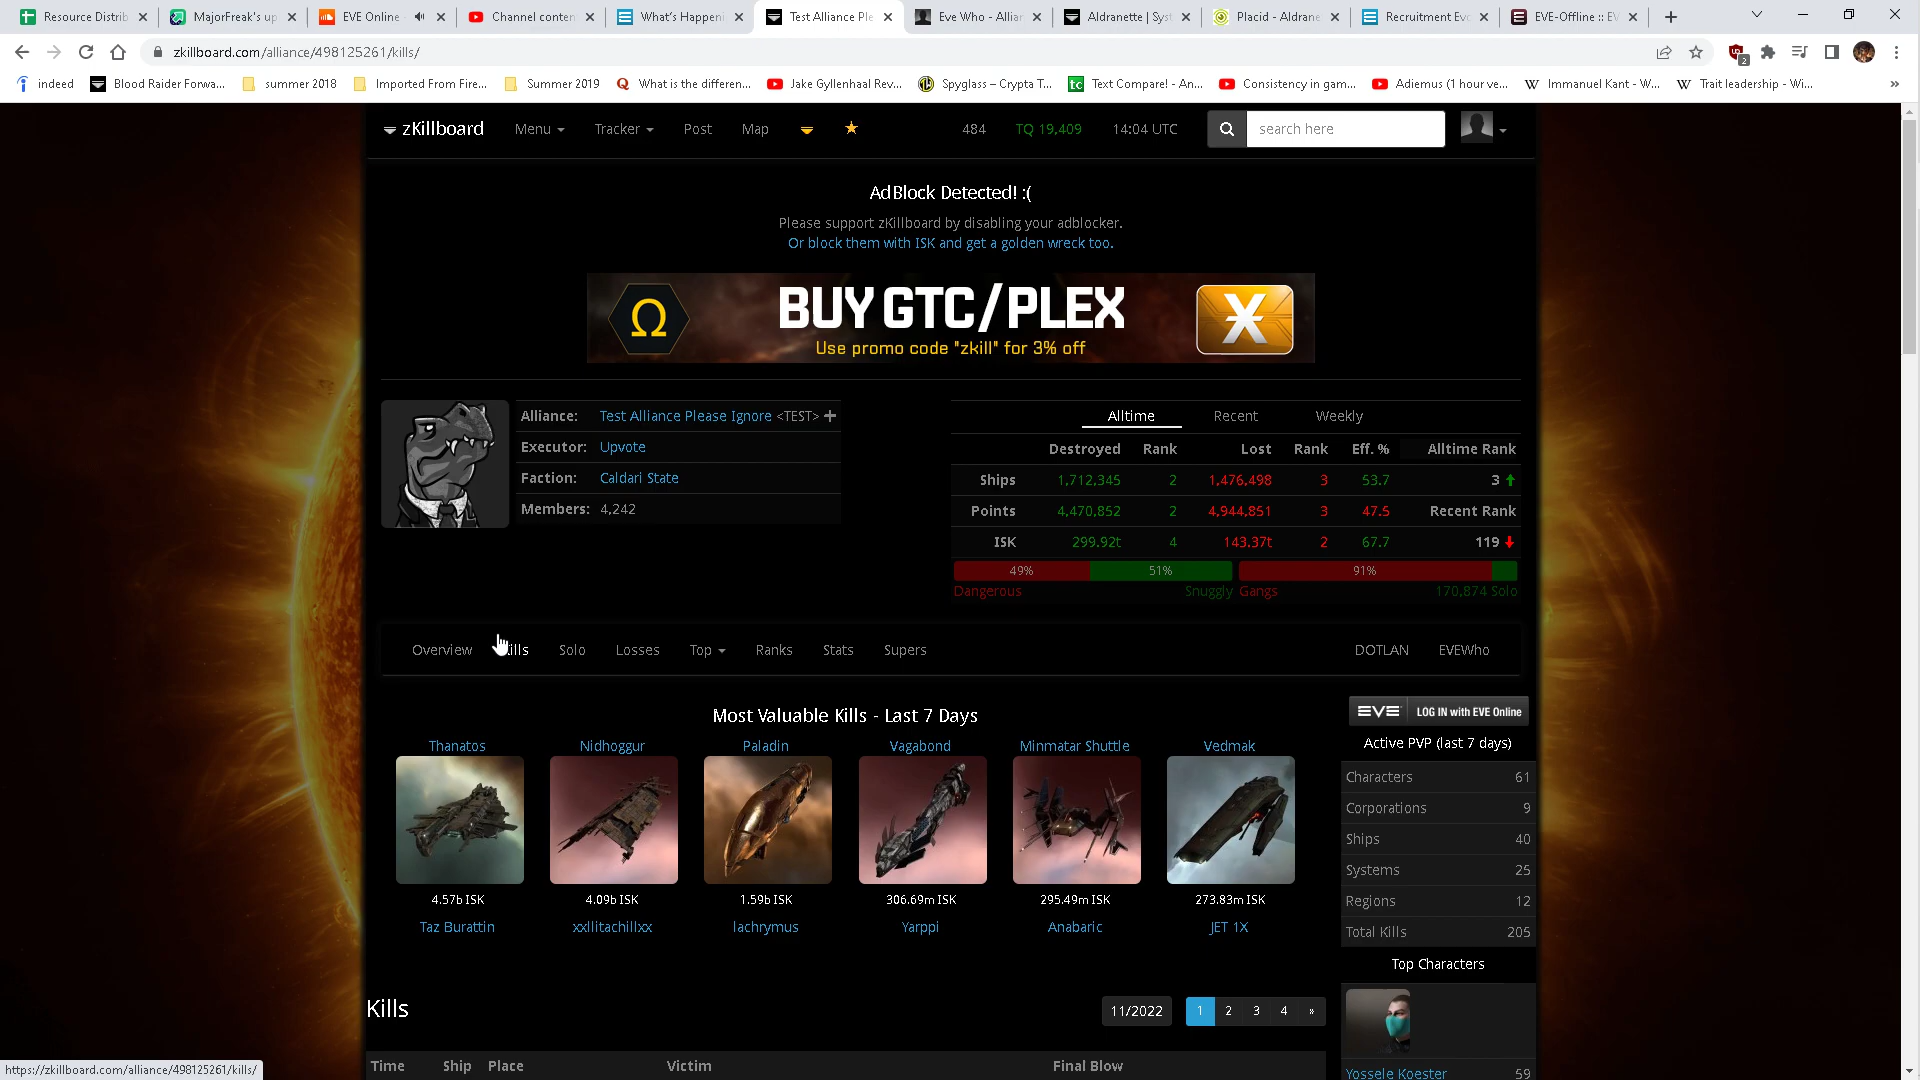 Resource Distrib
MajorFreak's up
EVE Online
Channel conten
What's Happeni
Test Alliance Ple
Eve Who - Allian
Aldranette | Syst
Placid - Aldrane
Recruitment Evo
EVE-Offline :: EV
zkillboard.com/alliance/498125261/kills/
2
indeed
Blood Raider Forwa...
summer 2018
Imported From Fire...
Summer 2019
What is the differen...
Jake Gyllenhaal Rev...
Spyglass – Crypta T...
Text Compare! - An...
Consistency in gam...
Adiemus (1 hour ve...
Immanuel Kant - W...
Trait leadership - Wi...
»
zKillboard
Menu
Tracker
Post
Map
484
TQ 19,409
14:04 UTC
search here
AdBlock Detected! :(
Please support zKillboard by disabling your adblocker.
Or block them with ISK and get a golden wreck too.
Ω
BUY GTC/PLEX
Use promo code "zkill" for 3% off
Alliance: Test Alliance Please Ignore <TEST> +
Executor: Upvote
Faction: Caldari State
Members: 4,242
Alltime Recent Weekly
Destroyed Rank Lost Rank Eff. % Alltime Rank
Ships 1,712,345 2 1,476,498 3 53.7 3
Points 4,470,852 2 4,944,851 3 47.5 Recent Rank
ISK 299.92t 4 143.37t 2 67.7 119
49% 51% 91%
Dangerous Snuggly Gangs 170,874 Solo
Overview Kills Solo Losses Top Ranks Stats Supers DOTLAN EVEWho
Most Valuable Kills - Last 7 Days
Thanatos Nidhoggur Paladin Vagabond Minmatar Shuttle Vedmak
4.57b ISK 4.09b ISK 1.59b ISK 306.69m ISK 295.49m ISK 273.83m ISK
Taz Burattin xxllitachillxx lachrymus Yarppi Anabaric JET 1X
EVE LOG IN with EVE Online
Active PVP (last 7 days)
Characters 61
Corporations 9
Ships 40
Systems 25
Regions 12
Total Kills 205
Top Characters
Yossele Koester 59
Kills
11/2022 1 2 3 4 »
Time Ship Place Victim Final Blow
https://zkillboard.com/alliance/498125261/kills/